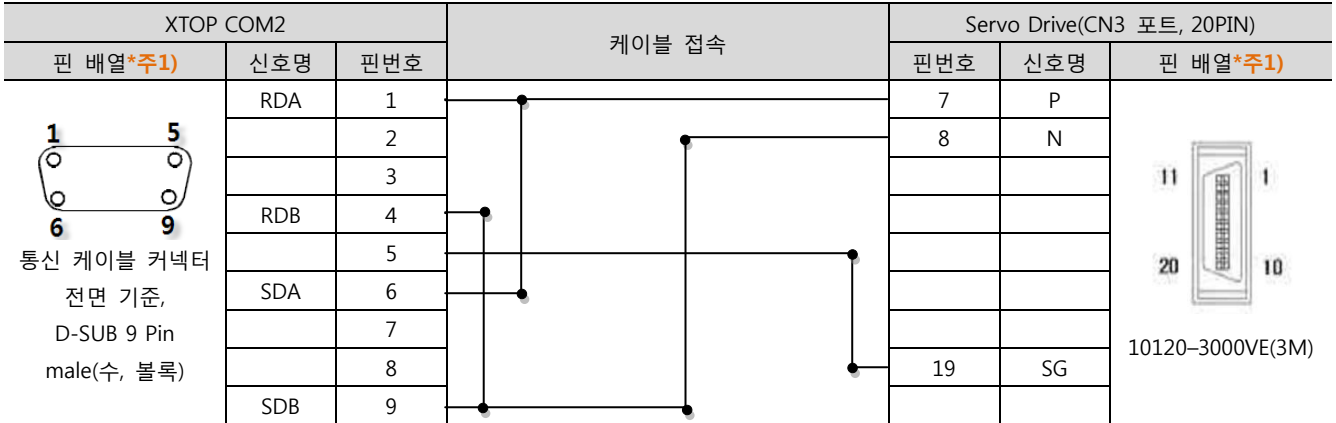 XTOP COM2 케이블 접속 Servo Drive(CN3 포트, 20PIN)
핀 배열*주1) 신호명 핀번호 핀번호 신호명 핀 배열*주1)
RDA 1 7 P
2 8 N
3
RDB 4
5
SDA 6
7
8 19 SG
SDB 9
1 5
6 9
통신 케이블 커넥터
전면 기준,
D-SUB 9 Pin
male(수, 볼록)
11 1
20 10
10120–3000VE(3M)